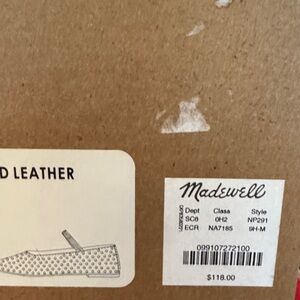 D LEATHER
Madewell
Dept Class Style
SC8 0H2 NP291
ECR NA7185 9H-M
099107272100
$118.00